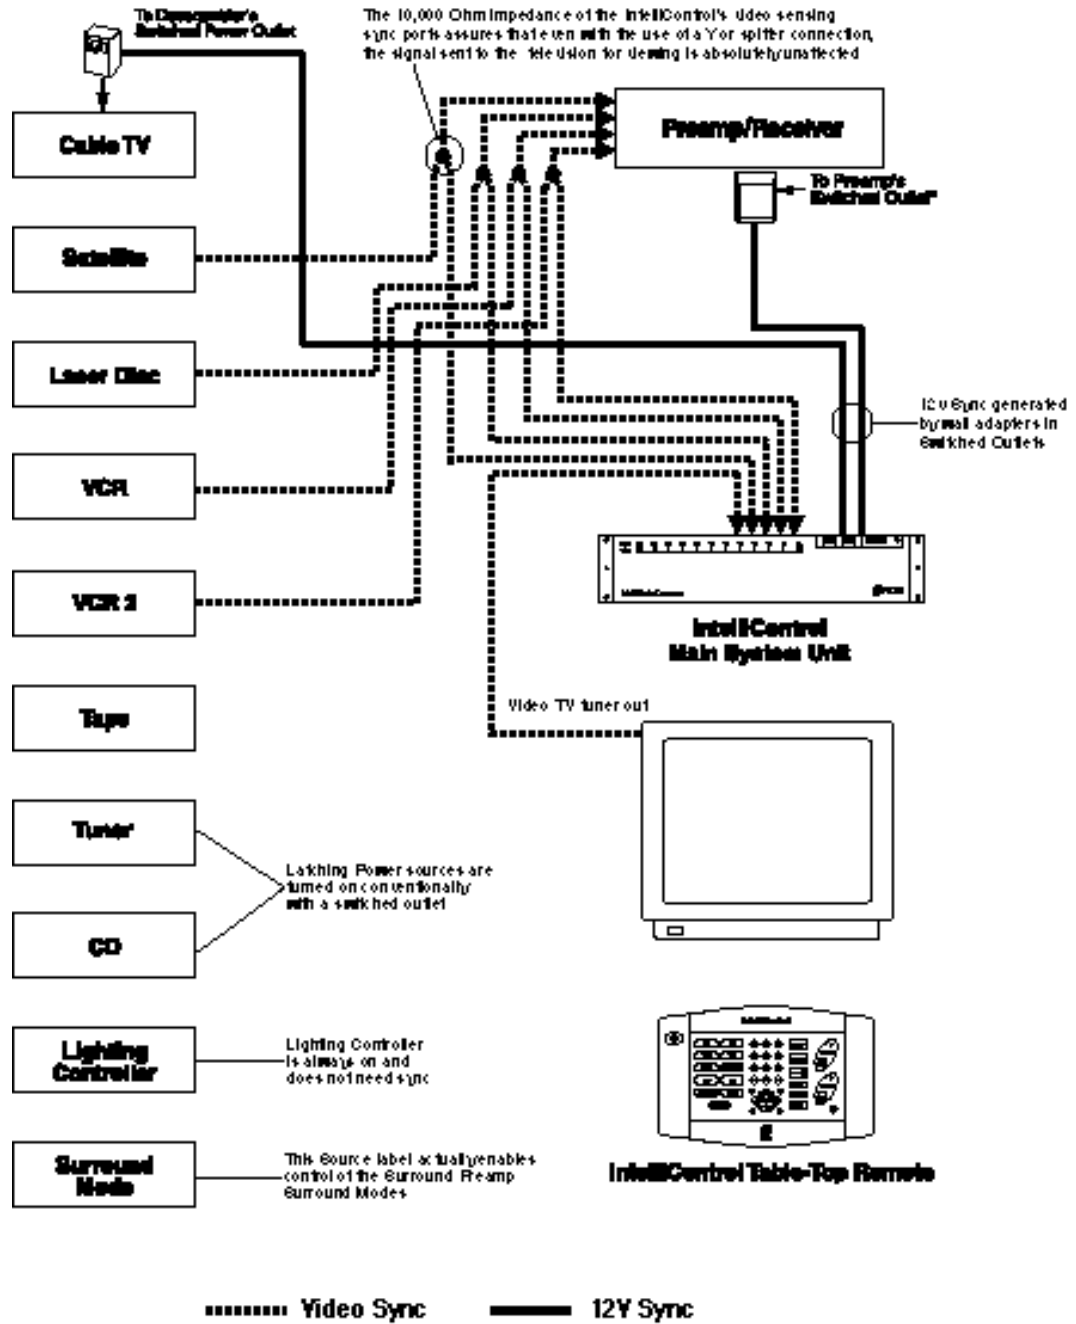 To Converter's
Switched Power Outlet
The 10,000 Ohm Impedance of the IntelliControl's video sensing
sync ports assures that even with the use of a Y or splitter connection,
the signal sent to the television for viewing is absolutely unaffected
Cable TV
Preamp/Receiver
To Preamp's
Switched Outlet
Satellite
Laser Disc
12v Sync generated
by wall adapters in
Switched Outlets
VCR
VCR 2
IntelliControl
Main System Unit
Tape
Video TV tuner out
Tuner
Latching Power sources are
turned on conventionally
with a switched outlet
CD
Lighting
Controller
Lighting Controller
is always on and
does not need sync
IntelliControl Table-Top Remote
Surround
Mode
This Source label actually enables
control of the Surround Preamp
Surround Modes
Video Sync
12V Sync